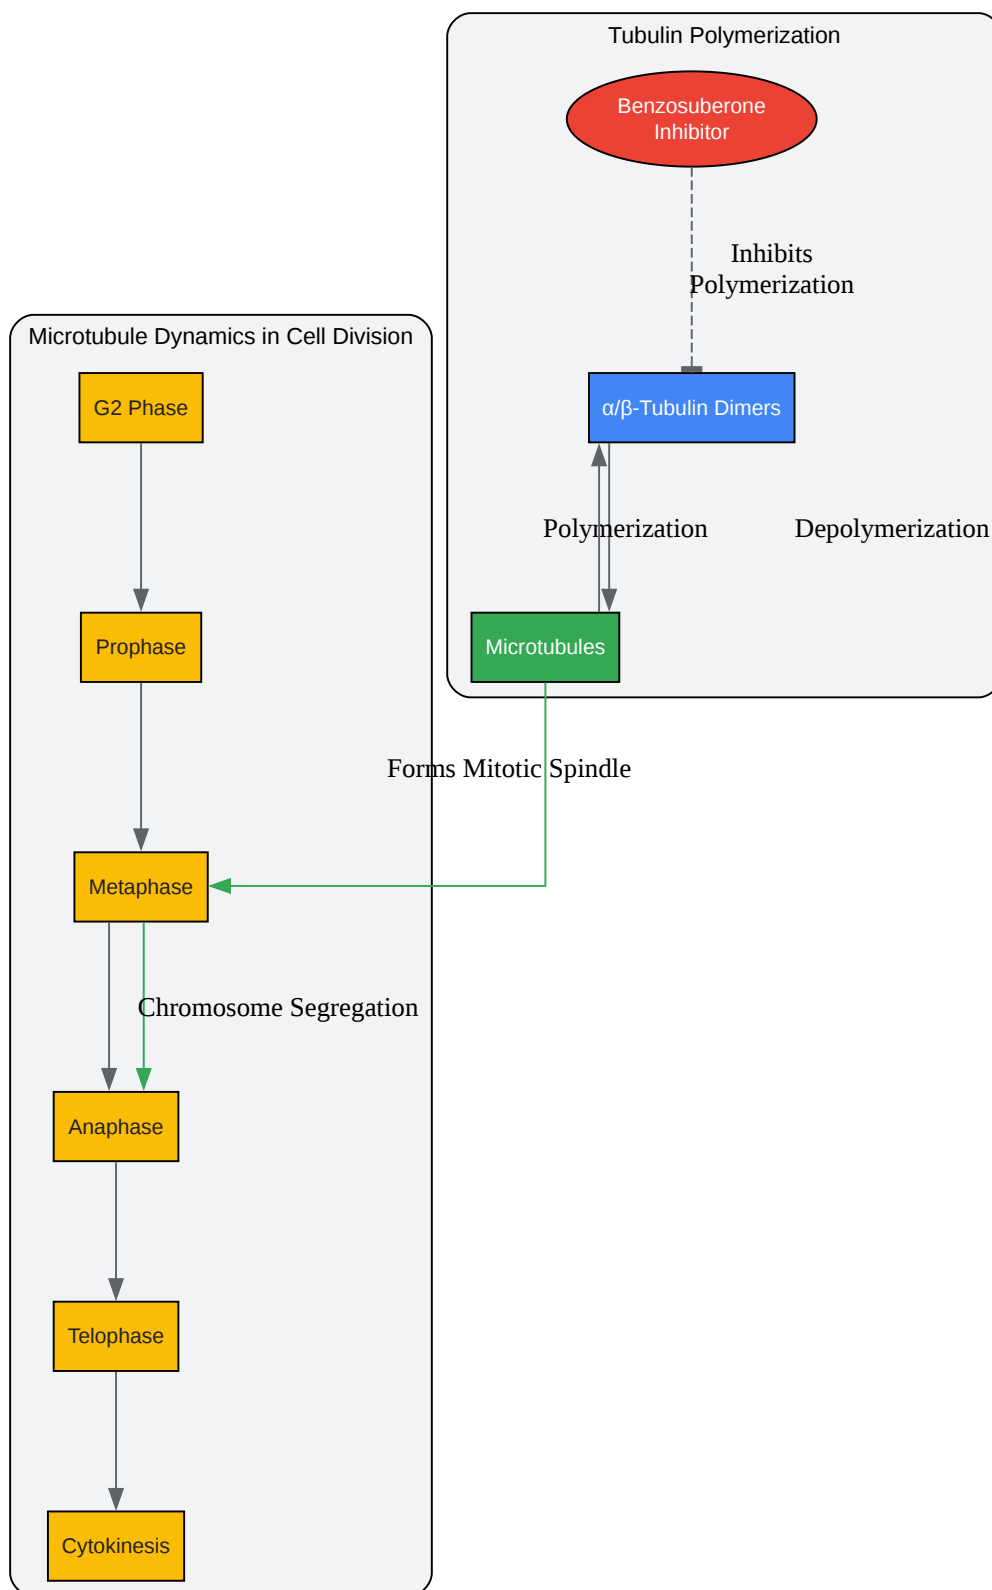 Tubulin Polymerization
Benzosuberone
Inhibitor
Inhibits
Polymerization
Microtubule Dynamics in Cell Division
G2 Phase
α/β-Tubulin Dimers
Polymerization
Depolymerization
Prophase
Microtubules
Forms Mitotic Spindle
Metaphase
Chromosome Segregation
Anaphase
Telophase
Cytokinesis